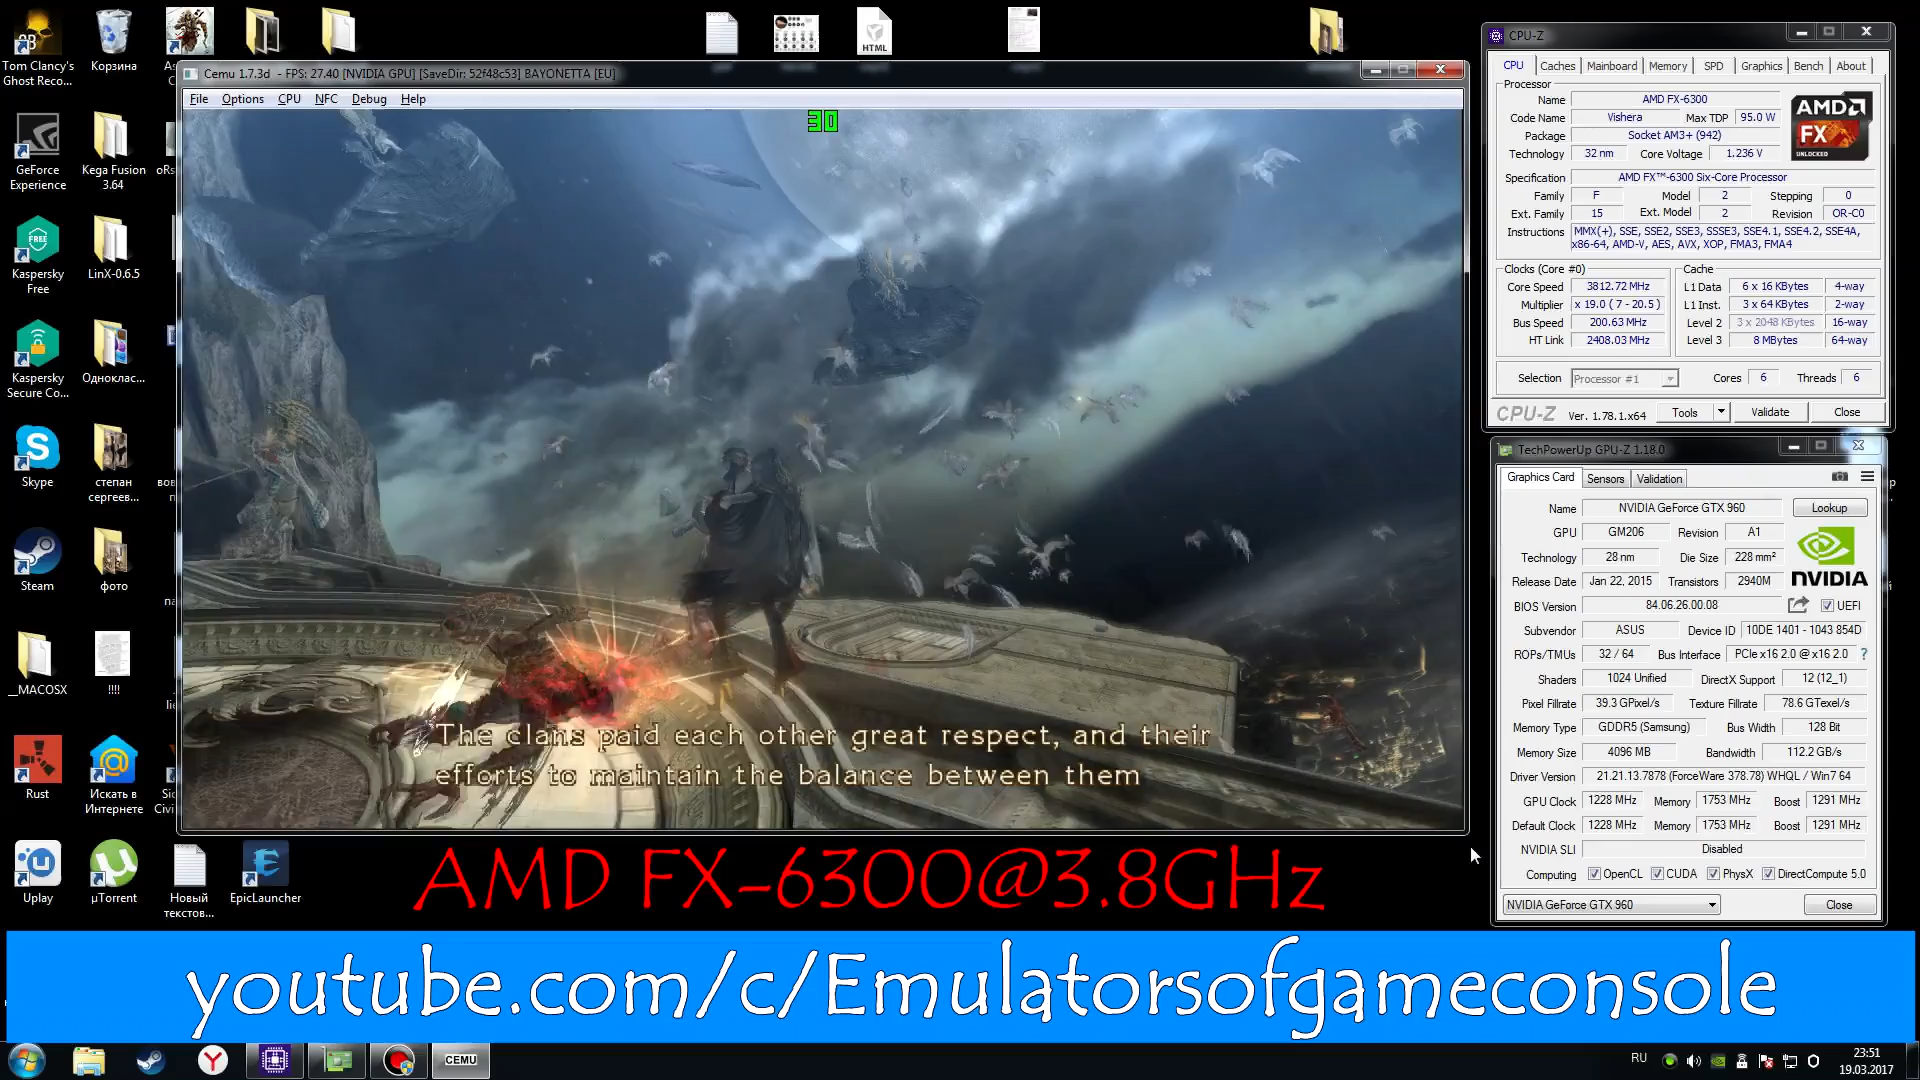 Tom Clancy's
Ghost Reco...
Корзина
GeForce
Experience
Kega Fusion
3.64
Kaspersky
Free
LinX-0.6.5
Kaspersky
Secure Co...
Одноклас...
Skype
степан
сергеев...
Steam
фото
__MACOSX
!!!!
Rust
Искать в
Интернете
Uplay
µTorrent
Новый
текстов...
EpicLauncher
HTML
Cemu 1.7.3d - FPS: 27.40 [NVIDIA GPU] [SaveDir: 52f48c53] BAYONETTA [EU]
File Options CPU NFC Debug Help
30
The clans paid each other great respect, and their
efforts to maintain the balance between them
CPU-Z
CPU Caches Mainboard Memory SPD Graphics Bench About
Processor
Name AMD FX-6300
Code Name Vishera Max TDP 95.0 W
Package Socket AM3+ (942)
Technology 32 nm Core Voltage 1.236 V
AMD FX UNLOCKED
Specification AMD FX™-6300 Six-Core Processor
Family F Model 2 Stepping 0
Ext. Family 15 Ext. Model 2 Revision OR-C0
Instructions MMX(+), SSE, SSE2, SSE3, SSSE3, SSE4.1, SSE4.2, SSE4A,
x86-64, AMD-V, AES, AVX, XOP, FMA3, FMA4
Clocks (Core #0) Cache
Core Speed 3812.72 MHz L1 Data 6 x 16 KBytes 4-way
Multiplier x 19.0 ( 7 - 20.5 ) L1 Inst. 3 x 64 KBytes 2-way
Bus Speed 200.63 MHz Level 2 3 x 2048 KBytes 16-way
HT Link 2408.03 MHz Level 3 8 MBytes 64-way
Selection Processor #1 Cores 6 Threads 6
CPU-Z Ver. 1.78.1.x64 Tools Validate Close
TechPowerUp GPU-Z 1.18.0
Graphics Card Sensors Validation
Name NVIDIA GeForce GTX 960 Lookup
GPU GM206 Revision A1
Technology 28 nm Die Size 228 mm²
Release Date Jan 22, 2015 Transistors 2940M
NVIDIA
BIOS Version 84.06.26.00.08 UEFI
Subvendor ASUS Device ID 10DE 1401 - 1043 854D
ROPs/TMUs 32 / 64 Bus Interface PCIe x16 2.0 @ x16 2.0 ?
Shaders 1024 Unified DirectX Support 12 (12_1)
Pixel Fillrate 39.3 GPixel/s Texture Fillrate 78.6 GTexel/s
Memory Type GDDR5 (Samsung) Bus Width 128 Bit
Memory Size 4096 MB Bandwidth 112.2 GB/s
Driver Version 21.21.13.7878 (ForceWare 378.78) WHQL / Win7 64
GPU Clock 1228 MHz Memory 1753 MHz Boost 1291 MHz
Default Clock 1228 MHz Memory 1753 MHz Boost 1291 MHz
NVIDIA SLI Disabled
Computing OpenCL CUDA PhysX DirectCompute 5.0
NVIDIA GeForce GTX 960 Close
AMD FX-6300@3.8GHz
youtube.com/c/Emulatorsofgameconsole
CEMU
RU
23:51
19.03.2017